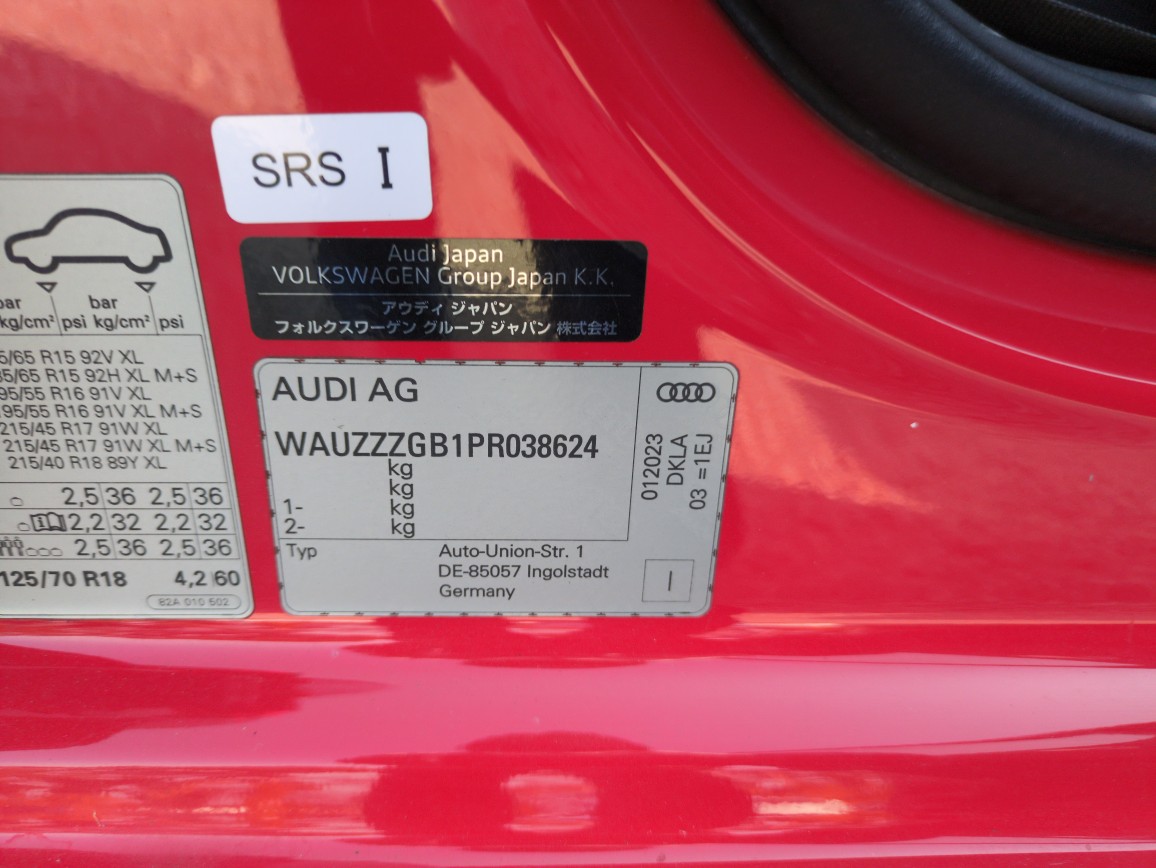 SRS I
Audi Japan
VOLKSWAGEN Group Japan K.K.
アウディ ジャパン
フォルクスワーゲン グループ ジャパン 株式会社
bar bar
kg/cm² psi kg/cm² psi
5/65 R15 92V XL
85/65 R15 92H XL M+S
95/55 R16 91V XL
195/55 R16 91V XL M+S
215/45 R17 91W XL
215/45 R17 91W XL M+S
215/40 R18 89Y XL
2,5 36 2,5 36
2,2 32 2,2 32
2,5 36 2,5 36
125/70 R18 4,2 60
82A 010 502
AUDI AG
WAUZZZGB1PR038624
kg
kg
1- kg
2- kg
Typ
Auto-Union-Str. 1
DE-85057 Ingolstadt
Germany
012023
DKLA
03 =1EJ
I